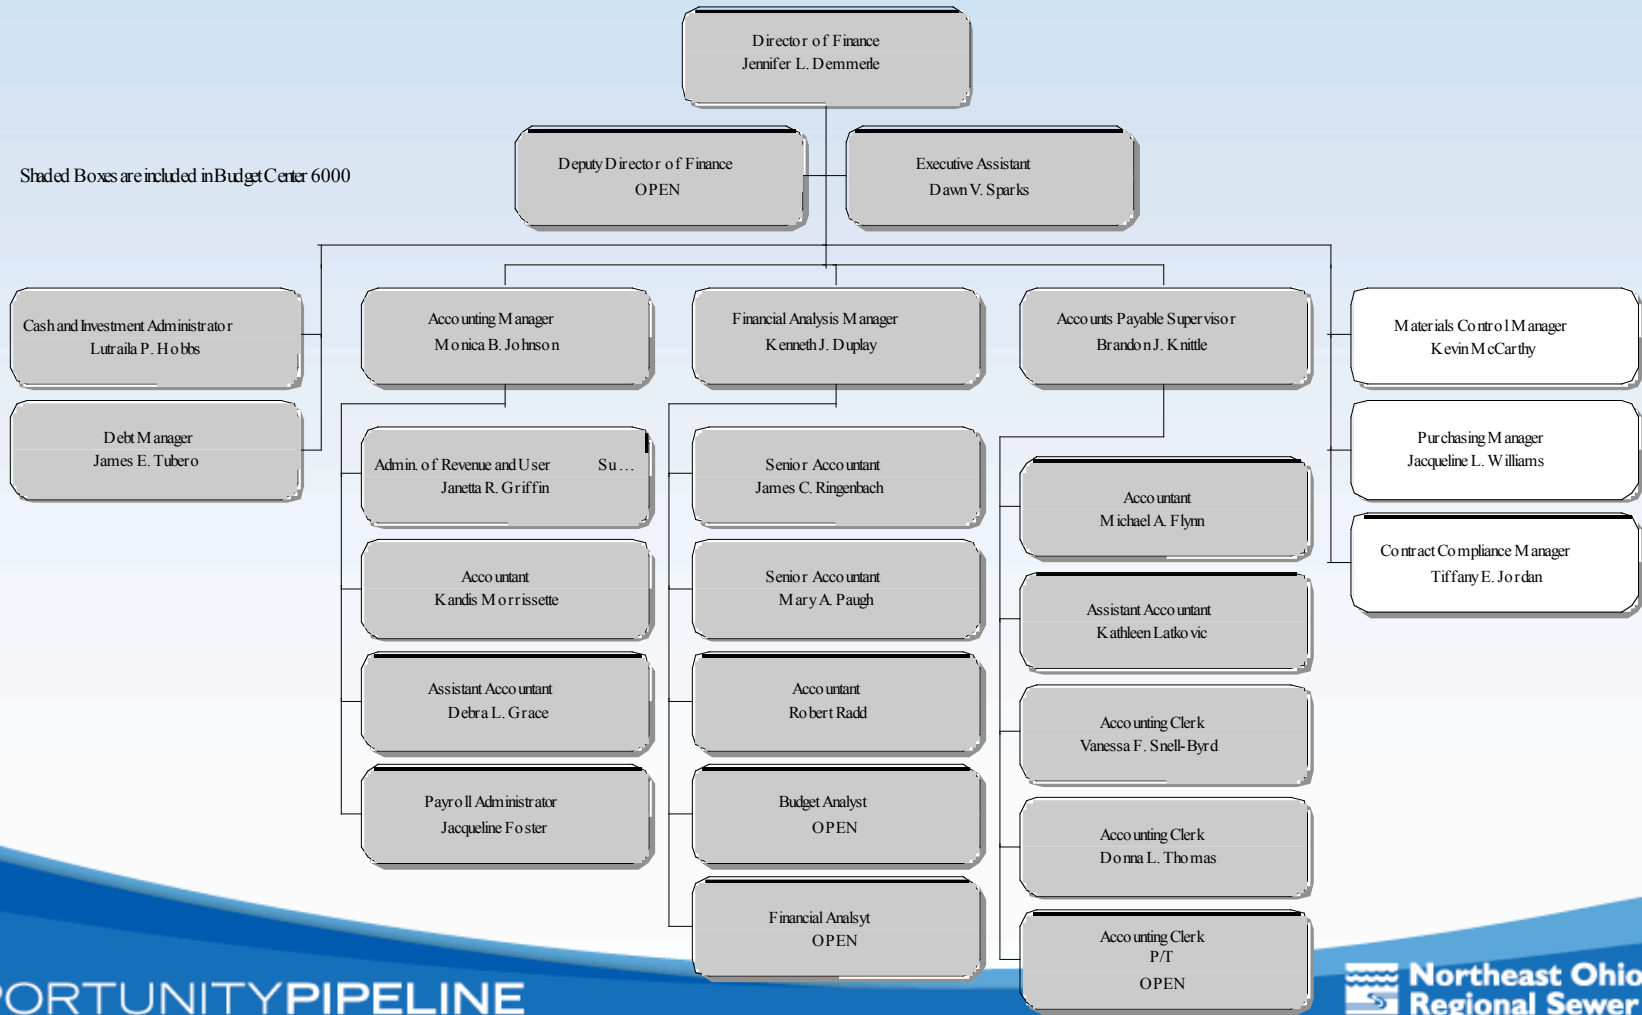 Director of Finance
Jennifer L. Demmerle
Deputy Director of Finance
OPEN
Executive Assistant
Dawn V. Sparks
Shaded Boxes are included in Budget Center 6000
Cash and Investment Administrator
Lutraila P. Hobbs
Debt Manager
James E. Tubero
Accounting Manager
Monica B. Johnson
Admin. of Revenue and User Su...
Janetta R. Griffin
Accountant
Kandis Morrissette
Assistant Accountant
Debra L. Grace
Payroll Administrator
Jacqueline Foster
Financial Analysis Manager
Kenneth J. Duplay
Senior Accountant
James C. Ringenbach
Senior Accountant
Mary A. Paugh
Accountant
Robert Radd
Budget Analyst
OPEN
Financial Analsyt
OPEN
Accounts Payable Supervisor
Brandon J. Knittle
Accountant
Michael A. Flynn
Assistant Accountant
Kathleen Latkovic
Accounting Clerk
Vanessa F. Snell-Byrd
Accounting Clerk
Donna L. Thomas
Accounting Clerk
P/T
OPEN
Materials Control Manager
Kevin McCarthy
Purchasing Manager
Jacqueline L. Williams
Contract Compliance Manager
Tiffany E. Jordan
PORTUNITYPIPELINE
Northeast Ohio
Regional Sewer